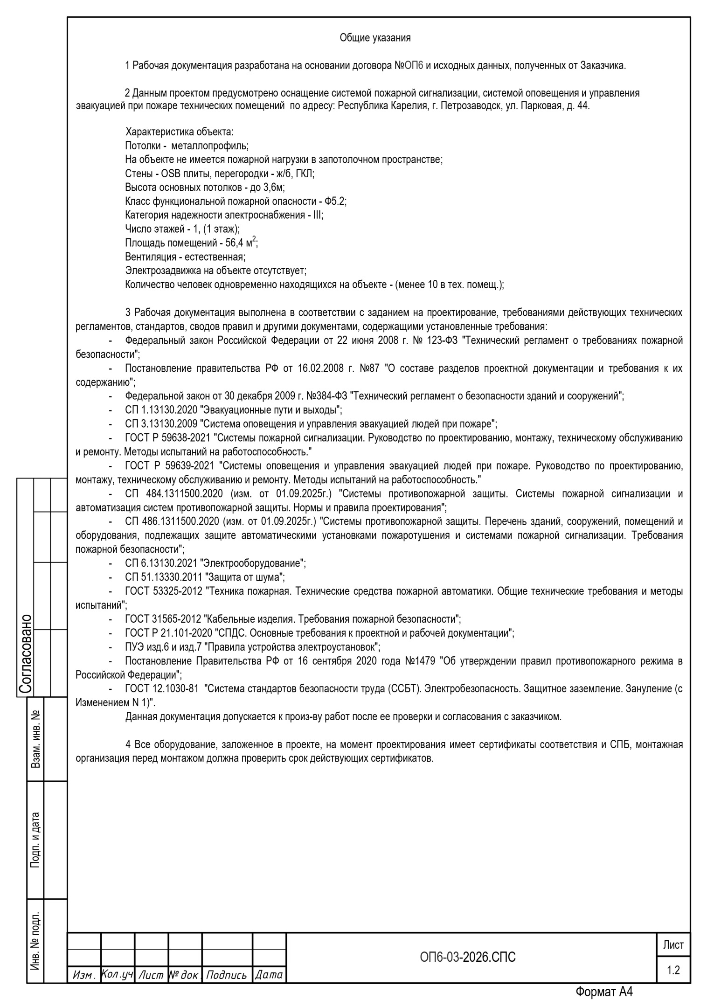 Общие указания
1 Рабочая документация разработана на основании договора №ОП6 и исходных данных, полученных от Заказчика.
2 Данным проектом предусмотрено оснащение системой пожарной сигнализации, системой оповещения и управления
эвакуацией при пожаре технических помещений по адресу: Республика Карелия, г. Петрозаводск, ул. Парковая, д. 44.
Характеристика объекта:
Потолки - металлопрофиль;
На объекте не имеется пожарной нагрузки в запотолочном пространстве;
Стены - OSB плиты, перегородки - ж/б, ГКЛ;
Высота основных потолков - до 3,6м;
Класс функциональной пожарной опасности - Ф5.2;
Категория надежности электроснабжения - III;
Число этажей - 1, (1 этаж);
Площадь помещений - 56,4 м²;
Вентиляция - естественная;
Электрозадвижка на объекте отсутствует;
Количество человек одновременно находящихся на объекте - (менее 10 в тех. помещ.);
3 Рабочая документация выполнена в соответствии с заданием на проектирование, требованиями действующих технических
регламентов, стандартов, сводов правил и другими документами, содержащими установленные требования:
- Федеральный закон Российской Федерации от 22 июня 2008 г. № 123-ФЗ "Технический регламент о требованиях пожарной
безопасности";
- Постановление правительства РФ от 16.02.2008 г. №87 "О составе разделов проектной документации и требования к их
содержанию";
- Федеральной закон от 30 декабря 2009 г. №384-ФЗ "Технический регламент о безопасности зданий и сооружений";
- СП 1.13130.2020 "Эвакуационные пути и выходы";
- СП 3.13130.2009 "Система оповещения и управления эвакуацией людей при пожаре";
- ГОСТ Р 59638-2021 "Системы пожарной сигнализации. Руководство по проектированию, монтажу, техническому обслуживанию
и ремонту. Методы испытаний на работоспособность."
- ГОСТ Р 59639-2021 "Системы оповещения и управления эвакуацией людей при пожаре. Руководство по проектированию,
монтажу, техническому обслуживанию и ремонту. Методы испытаний на работоспособность."
- СП 484.1311500.2020 (изм. от 01.09.2025г.) "Системы противопожарной защиты. Системы пожарной сигнализации и
автоматизация систем противопожарной защиты. Нормы и правила проектирования";
- СП 486.1311500.2020 (изм. от 01.09.2025г.) "Системы противопожарной защиты. Перечень зданий, сооружений, помещений и
оборудования, подлежащих защите автоматическими установками пожаротушения и системами пожарной сигнализации. Требования
пожарной безопасности";
- СП 6.13130.2021 "Электрооборудование";
- СП 51.13330.2011 "Защита от шума";
- ГОСТ 53325-2012 "Техника пожарная. Технические средства пожарной автоматики. Общие технические требования и методы
испытаний";
- ГОСТ 31565-2012 "Кабельные изделия. Требования пожарной безопасности";
- ГОСТ Р 21.101-2020 "СПДС. Основные требования к проектной и рабочей документации";
- ПУЭ изд.6 и изд.7 "Правила устройства электроустановок";
- Постановление Правительства РФ от 16 сентября 2020 года №1479 "Об утверждении правил противопожарного режима в
Российской Федерации";
- ГОСТ 12.1030-81 "Система стандартов безопасности труда (ССБТ). Электробезопасность. Защитное заземление. Зануление (с
Изменением N 1)".
Данная документация допускается к произ-ву работ после ее проверки и согласования с заказчиком.
4 Все оборудование, заложенное в проекте, на момент проектирования имеет сертификаты соответствия и СПБ, монтажная
организация перед монтажом должна проверить срок действующих сертификатов.
Согласовано
Взам. инв. №
Подп. и дата
Инв. № подл.
Изм. Кол.уч Лист № док. Подпись Дата
ОП6-03-2026.СПС
Лист
1.2
Формат А4